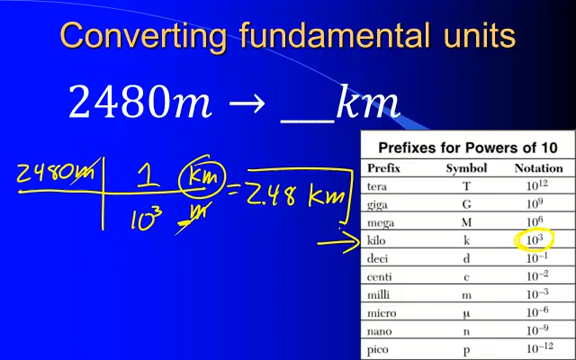 Converting fundamental units
2480m → __km
2480m | 1 km = 2.48 km
10³ m
Prefixes for Powers of 10
Prefix Symbol Notation
tera T 10¹²
giga G 10⁹
mega M 10⁶
kilo k 10³
deci d 10⁻¹
centi c 10⁻²
milli m 10⁻³
micro μ 10⁻⁶
nano n 10⁻⁹
pico p 10⁻¹²